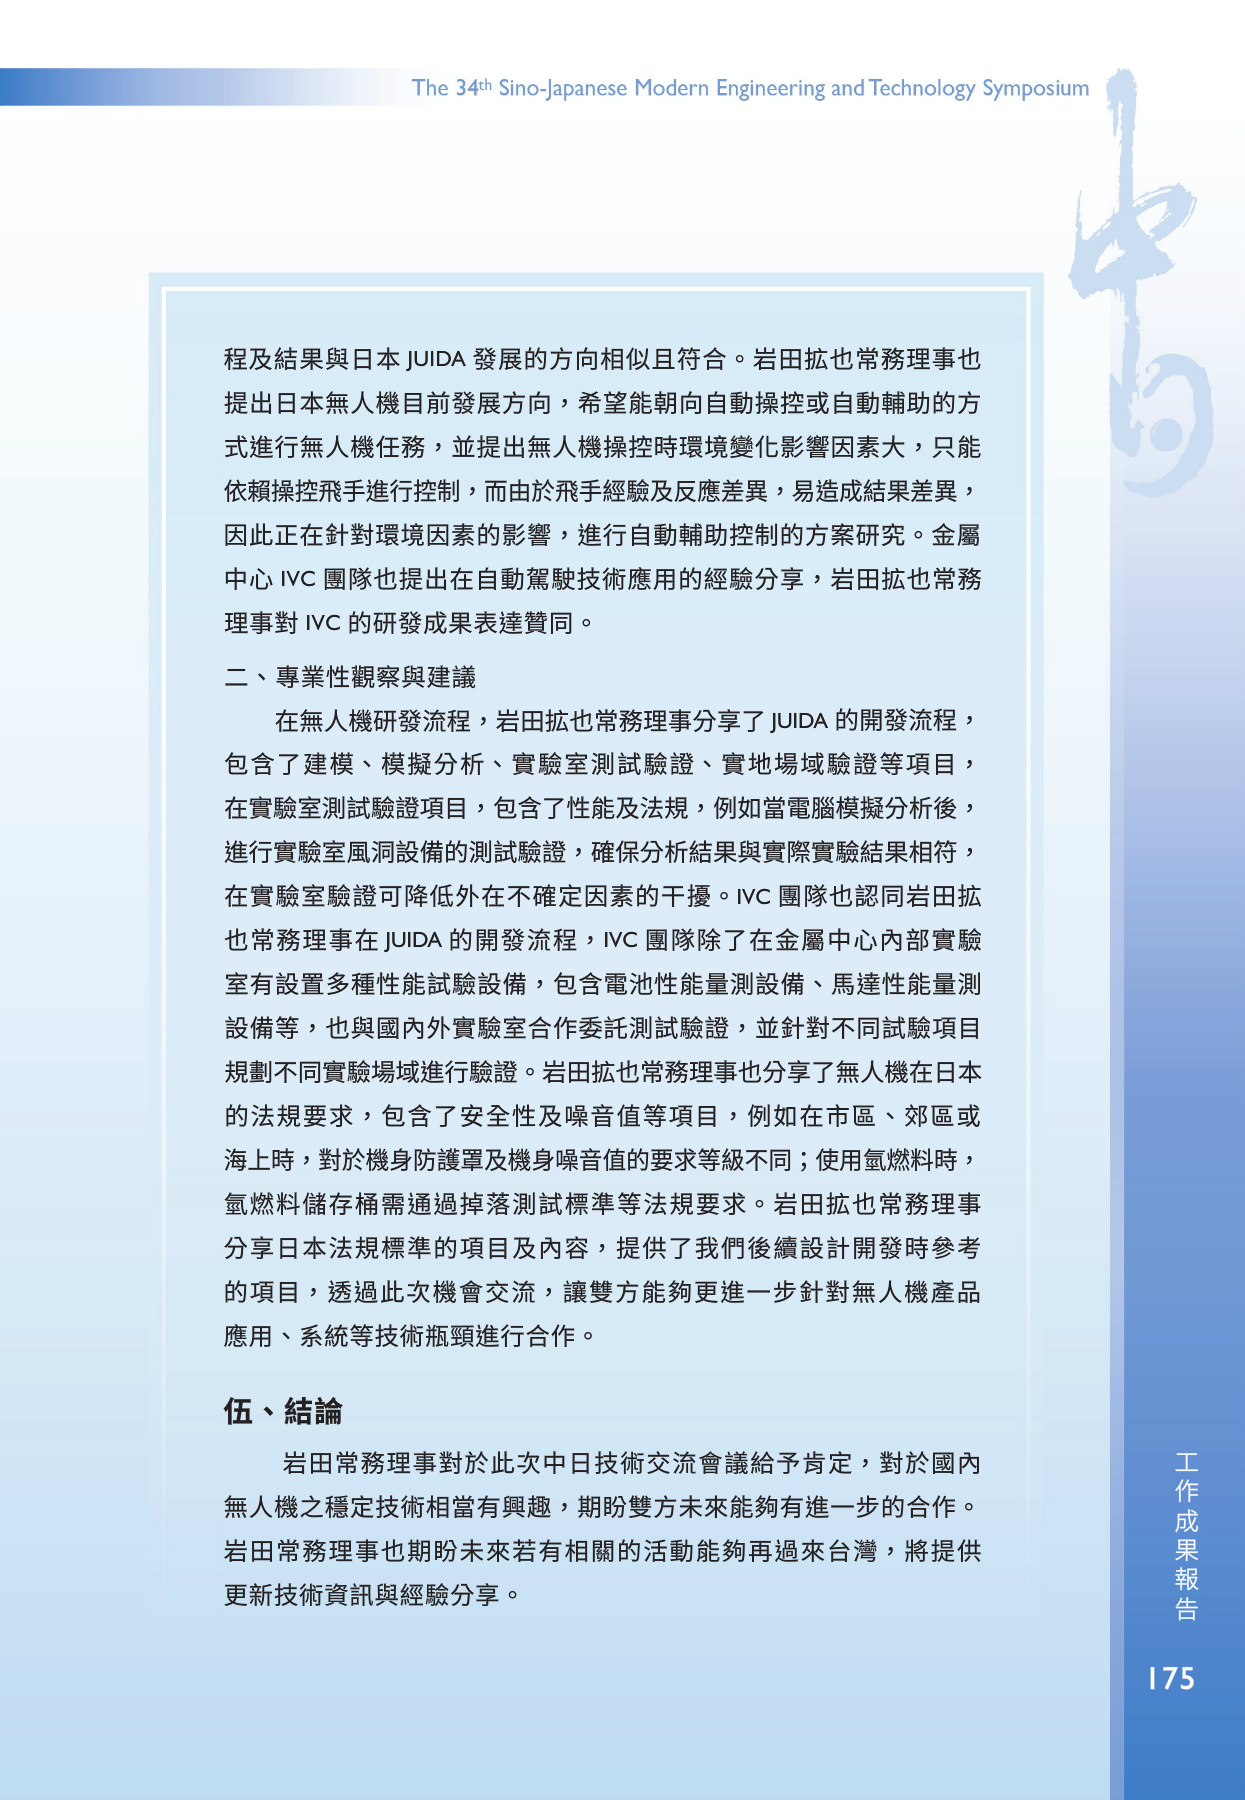 The 34th Sino-Japanese Modern Engineering and Technology Symposium
中日
程及結果與日本 JUIDA 發展的方向相似且符合。岩田拡也常務理事也
提出日本無人機目前發展方向，希望能朝向自動操控或自動輔助的方
式進行無人機任務，並提出無人機操控時環境變化影響因素大，只能
依賴操控飛手進行控制，而由於飛手經驗及反應差異，易造成結果差異，
因此正在針對環境因素的影響，進行自動輔助控制的方案研究。金屬
中心 IVC 團隊也提出在自動駕駛技術應用的經驗分享，岩田拡也常務
理事對 IVC 的研發成果表達贊同。
二、專業性觀察與建議
在無人機研發流程，岩田拡也常務理事分享了 JUIDA 的開發流程，
包含了建模、模擬分析、實驗室測試驗證、實地場域驗證等項目，
在實驗室測試驗證項目，包含了性能及法規，例如當電腦模擬分析後，
進行實驗室風洞設備的測試驗證，確保分析結果與實際實驗結果相符，
在實驗室驗證可降低外在不確定因素的干擾。IVC 團隊也認同岩田拡
也常務理事在 JUIDA 的開發流程，IVC 團隊除了在金屬中心內部實驗
室有設置多種性能試驗設備，包含電池性能量測設備、馬達性能量測
設備等，也與國內外實驗室合作委託測試驗證，並針對不同試驗項目
規劃不同實驗場域進行驗證。岩田拡也常務理事也分享了無人機在日本
的法規要求，包含了安全性及噪音值等項目，例如在市區、郊區或
海上時，對於機身防護罩及機身噪音值的要求等級不同；使用氫燃料時，
氫燃料儲存桶需通過掉落測試標準等法規要求。岩田拡也常務理事
分享日本法規標準的項目及內容，提供了我們後續設計開發時參考
的項目，透過此次機會交流，讓雙方能夠更進一步針對無人機產品
應用、系統等技術瓶頸進行合作。
伍、結論
岩田常務理事對於此次中日技術交流會議給予肯定，對於國內
無人機之穩定技術相當有興趣，期盼雙方未來能夠有進一步的合作。
岩田常務理事也期盼未來若有相關的活動能夠再過來台灣，將提供
更新技術資訊與經驗分享。
工作成果報告
175